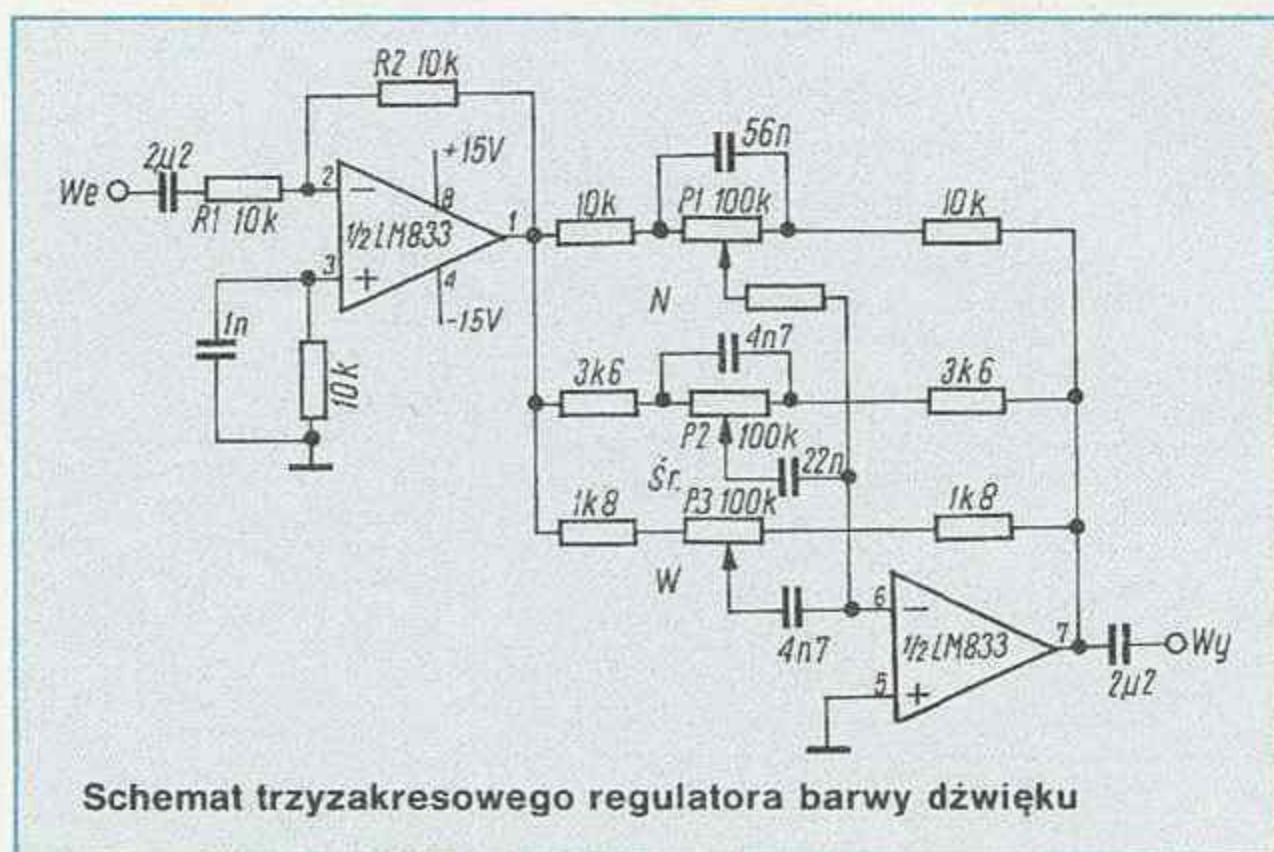 R2 10k
2µ2
We
R1 10k
+15V
2
8
1/2 LM833
1
3
4
-15V
1n
10k
56n
10k
P1 100k
10k
N
4n7
3k6
3k6
P2 100k
22n
Śr.
P3 100k
1k8
1k8
W
4n7
6
1/2 LM833
7
5
2µ2
Wy
Schemat trzyzakresowego regulatora barwy dźwięku